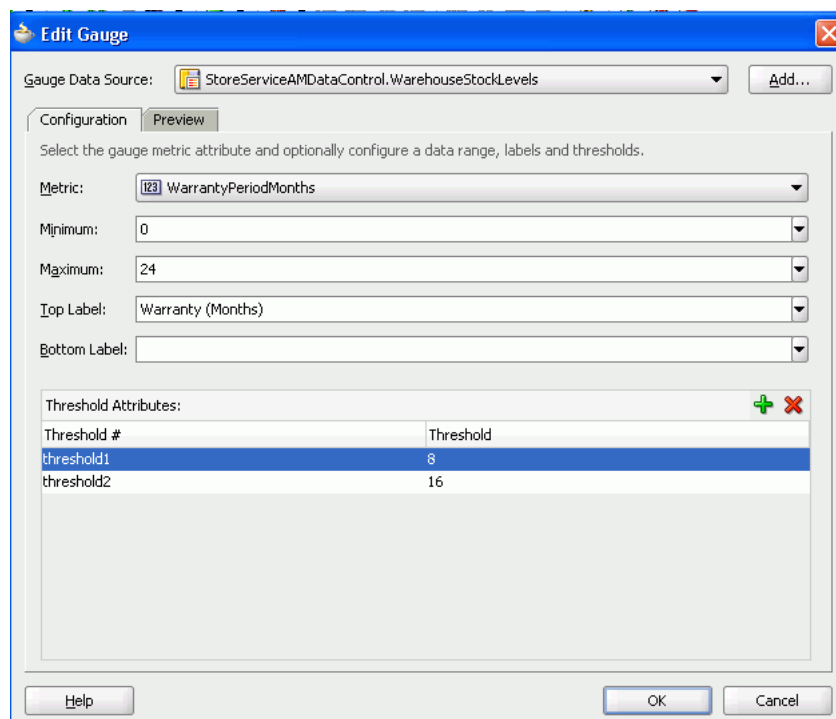 Edit Gauge
Gauge Data Source: StoreServiceAMDataControl.WarehouseStockLevels Add...
Configuration Preview
Select the gauge metric attribute and optionally configure a data range, labels and thresholds.
Metric: 123 WarrantyPeriodMonths
Minimum: 0
Maximum: 24
Top Label: Warranty (Months)
Bottom Label:
Threshold Attributes:
Threshold # Threshold
threshold1 8
threshold2 16
Help OK Cancel